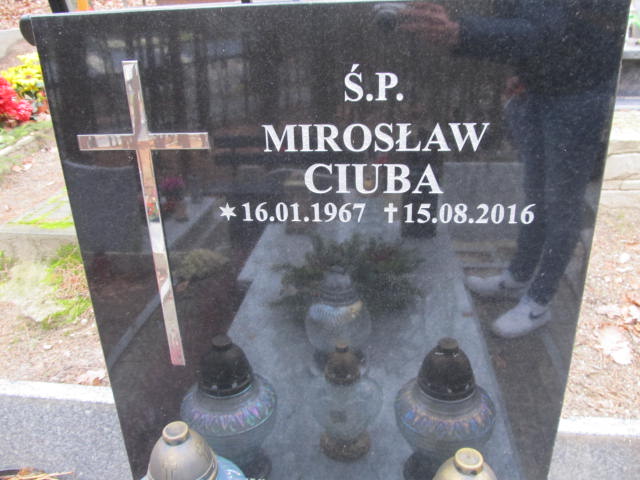 Ś.P.
MIROSŁAW
CIUBA
✶16.01.1967 ✝15.08.2016